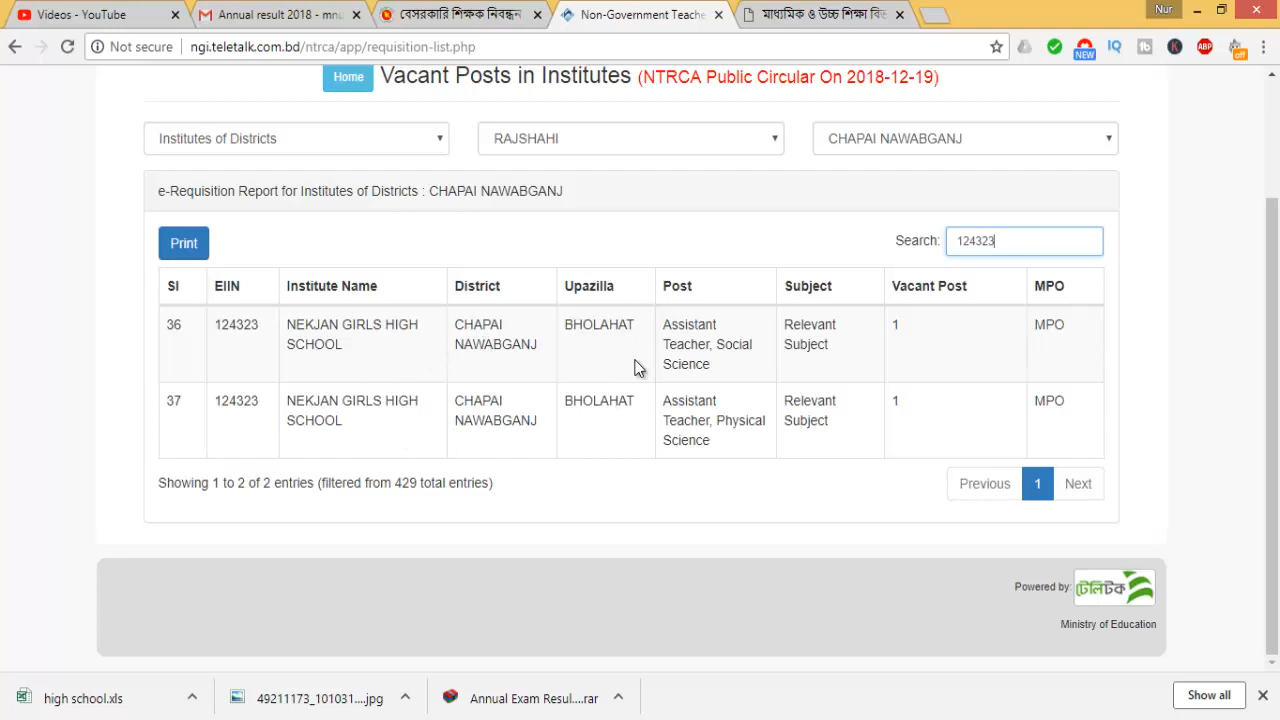 Videos - YouTube
Annual result 2018 - mnu
বেসরকারি শিক্ষক নিবন্ধন
Non-Government Teache
মাধ্যমিক ও উচ্চ শিক্ষা বিভ
Nur
Not secure
ngi.teletalk.com.bd/ntrca/app/requisition-list.php
NEW
IQ
ABP
off
Home
Vacant Posts in Institutes (NTRCA Public Circular On 2018-12-19)
Institutes of Districts
RAJSHAHI
CHAPAI NAWABGANJ
e-Requisition Report for Institutes of Districts : CHAPAI NAWABGANJ
Print
Search: 124323
Sl EIIN Institute Name District Upazilla Post Subject Vacant Post MPO
36 124323 NEKJAN GIRLS HIGH CHAPAI BHOLAHAT Assistant Relevant 1 MPO
SCHOOL NAWABGANJ Teacher, Social Subject
Science
37 124323 NEKJAN GIRLS HIGH CHAPAI BHOLAHAT Assistant Relevant 1 MPO
SCHOOL NAWABGANJ Teacher, Physical Subject
Science
Showing 1 to 2 of 2 entries (filtered from 429 total entries)
Previous 1 Next
Powered by: টেলিটক
Ministry of Education
high school.xls
49211173_101031....jpg
Annual Exam Resul....rar
Show all